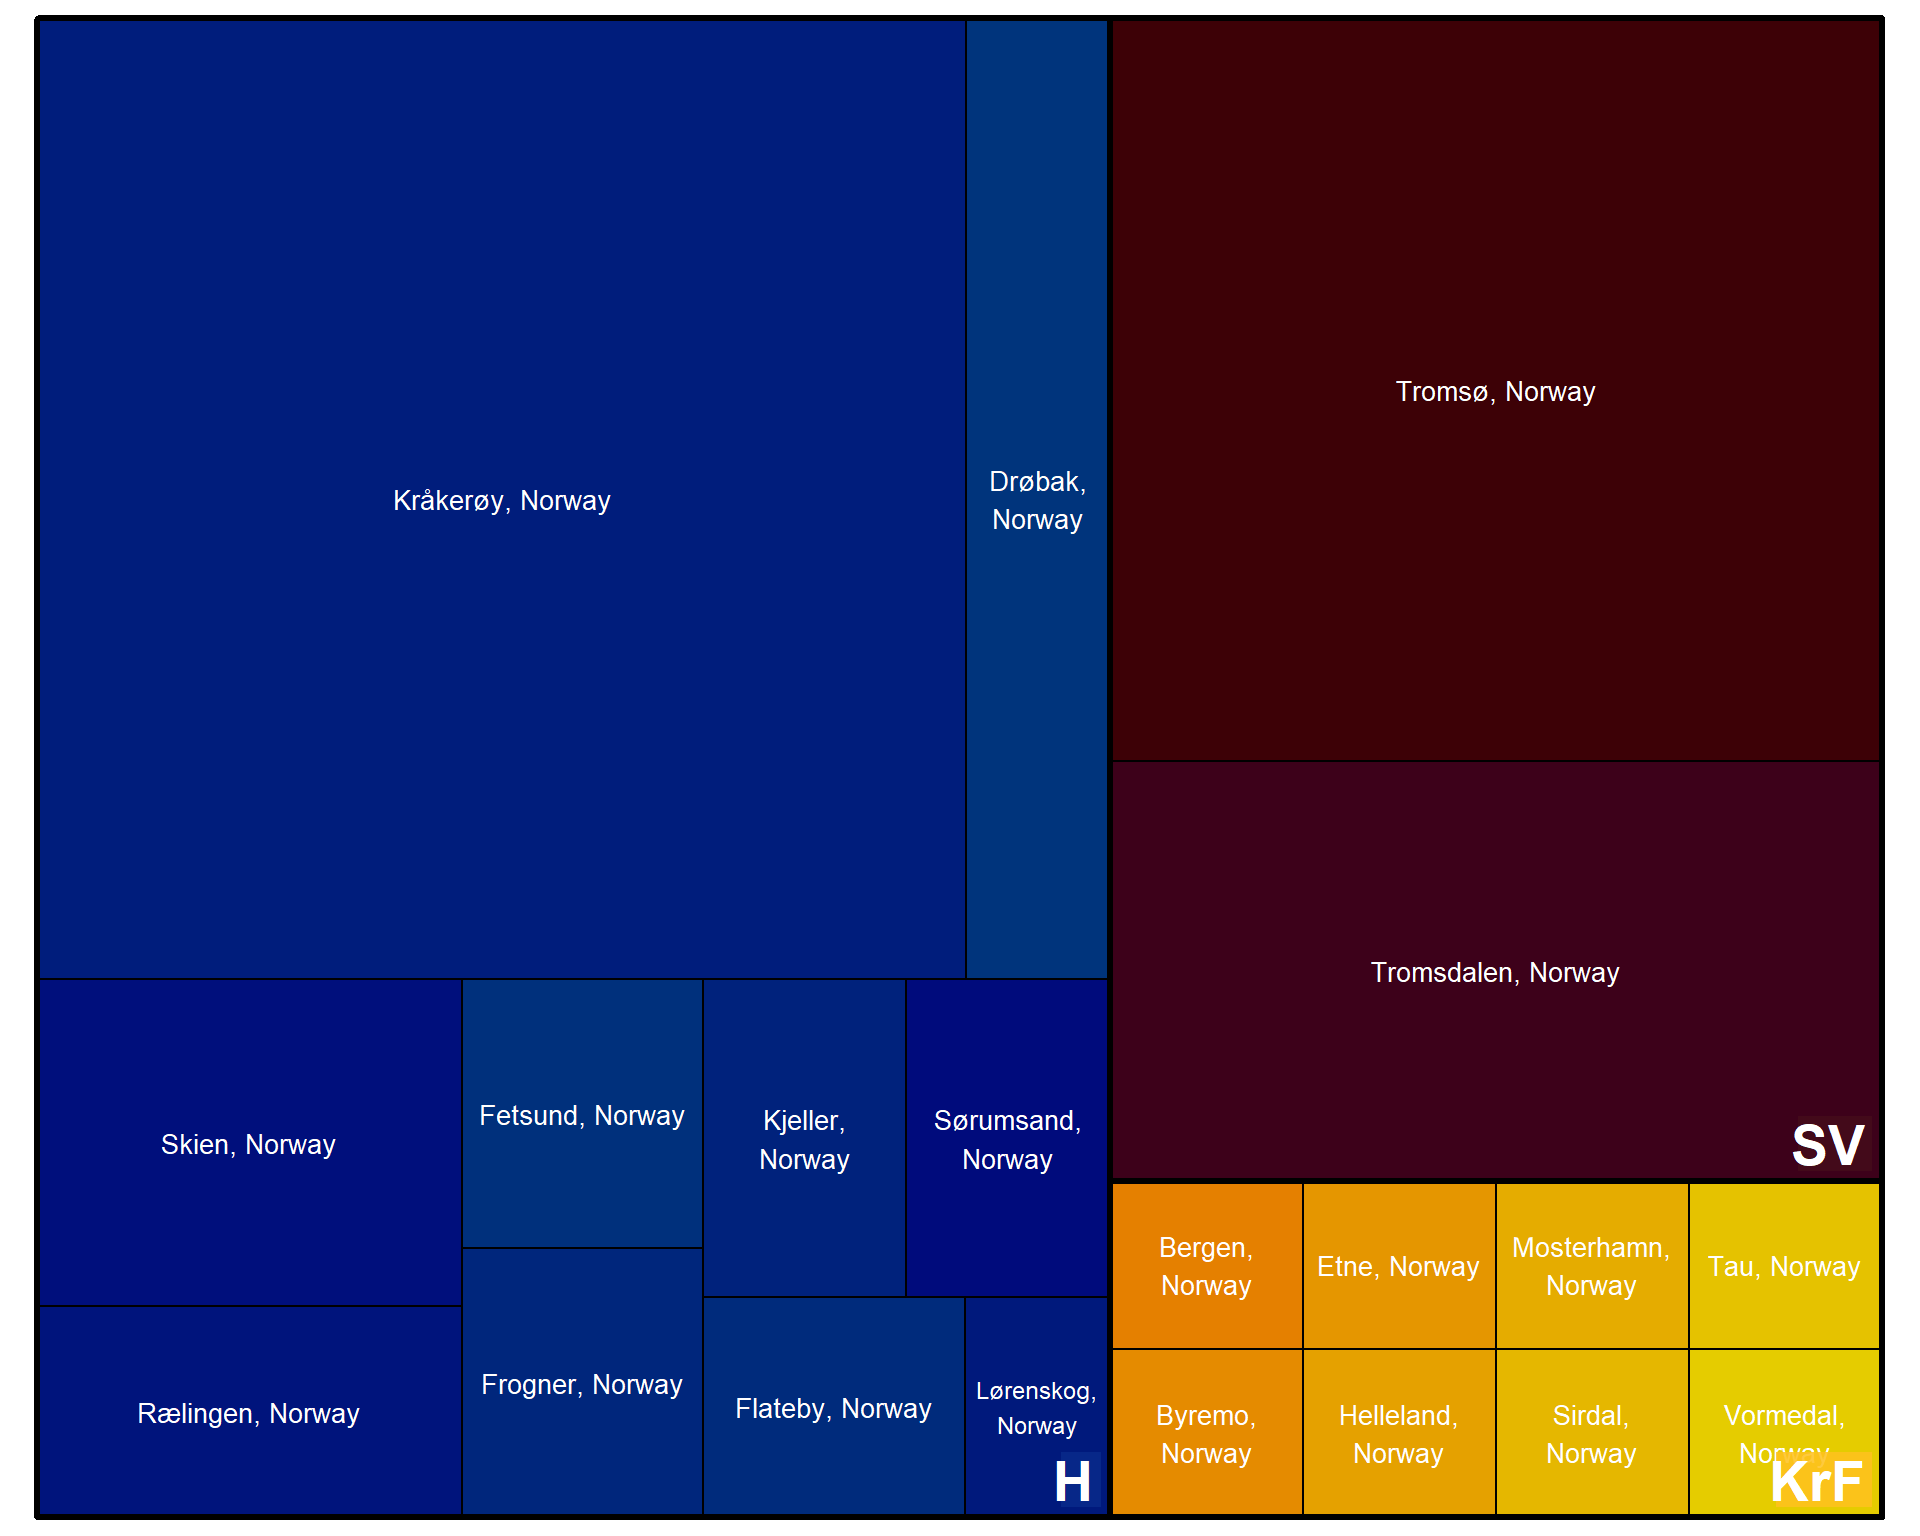 Kråkerøy, Norway
Drøbak,
Norway
Tromsø, Norway
Tromsdalen, Norway
SV
Skien, Norway
Fetsund, Norway
Kjeller,
Norway
Sørumsand,
Norway
Rælingen, Norway
Frogner, Norway
Flateby, Norway
Lørenskog,
Norway
H
Bergen,
Norway
Etne, Norway
Mosterhamn,
Norway
Tau, Norway
Byremo,
Norway
Helleland,
Norway
Sirdal,
Norway
Vormedal,
Norway
KrF